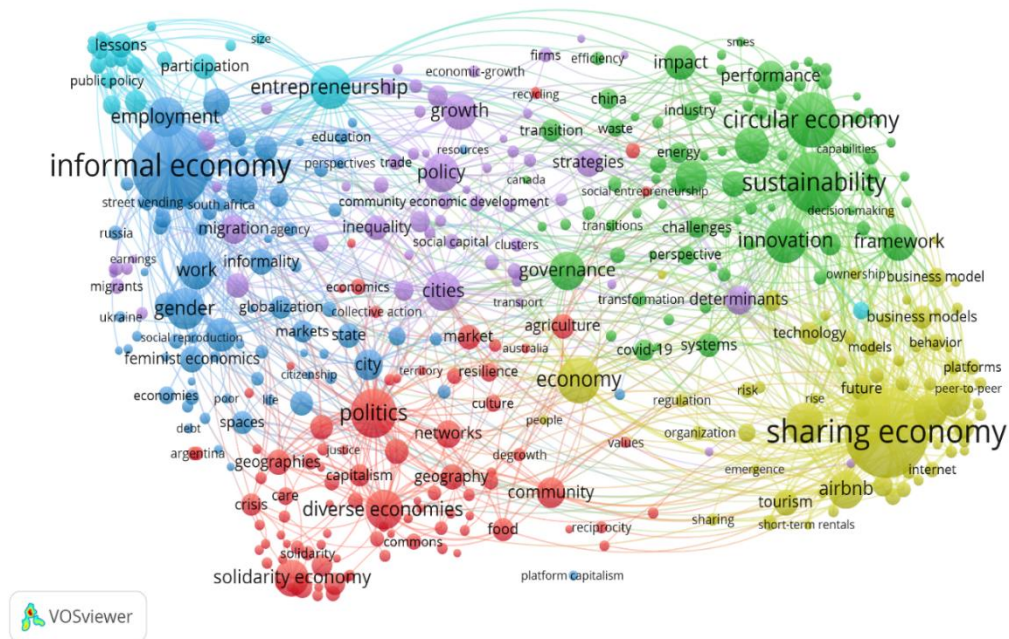 lessons
size
public policy
participation
entrepreneurship
employment
informal economy
street vending
south africa
education
perspectives
trade
resources
economic-growth
firms
efficiency
recycling
growth
china
transition
waste
strategies
policy
canada
community economic development
social entrepreneurship
smes
impact
performance
industry
circular economy
energy
capabilities
sustainability
decision-making
russia
migration
agency
inequality
social capital
clusters
transitions
challenges
innovation
framework
perspective
earnings
migrants
work
informality
economics
governance
ownership
business model
ukraine
gender
globalization
collective action
cities
transport
transformation
determinants
business models
social reproduction
markets
state
market
agriculture
australia
covid-19
systems
technology
models
behavior
feminist economics
citizenship
city
territory
resilience
economy
platforms
economies
poor
life
culture
risk
rise
future
peer-to-peer
debt
spaces
politics
people
regulation
argentina
justice
networks
degrowth
values
organization
sharing economy
geographies
capitalism
geography
emergence
internet
crisis
care
diverse economies
community
airbnb
tourism
food
reciprocity
sharing
short-term rentals
solidarity
commons
solidarity economy
platform capitalism
VOSviewer